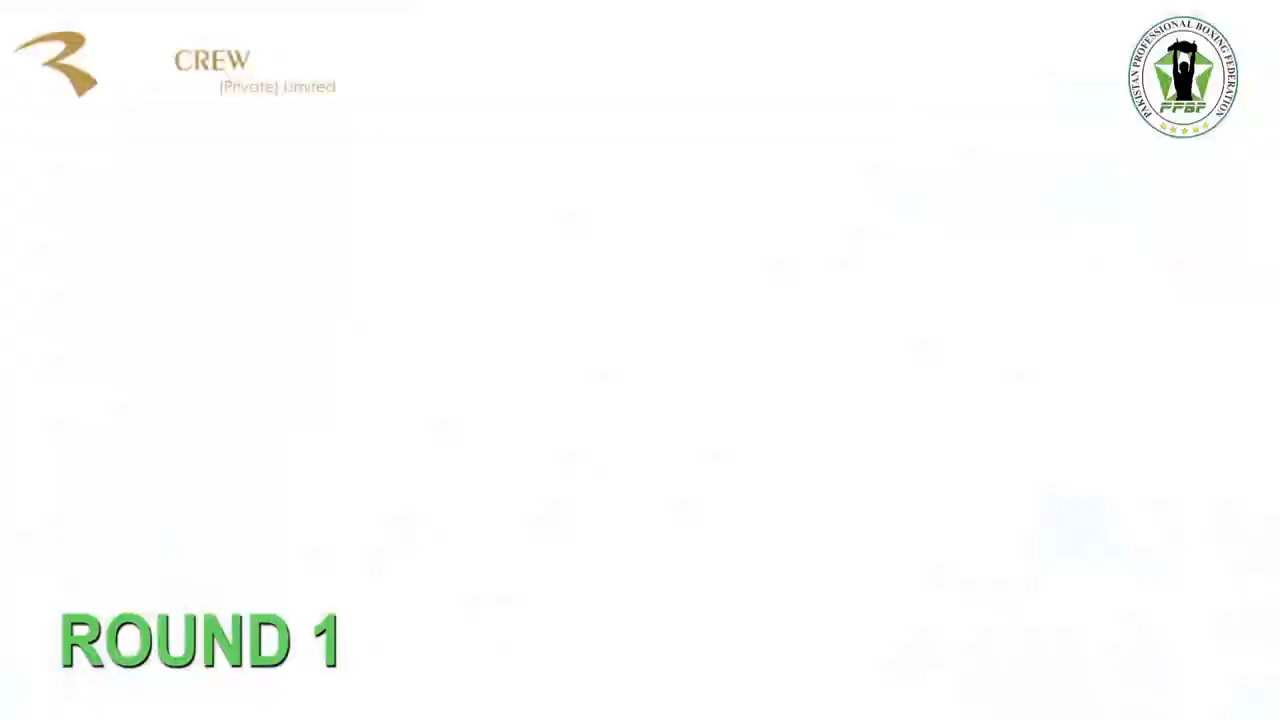 CREW
(Private) Limited
PAKISTAN PROFESSIONAL BOXING FEDERATION
PPBF
ROUND 1